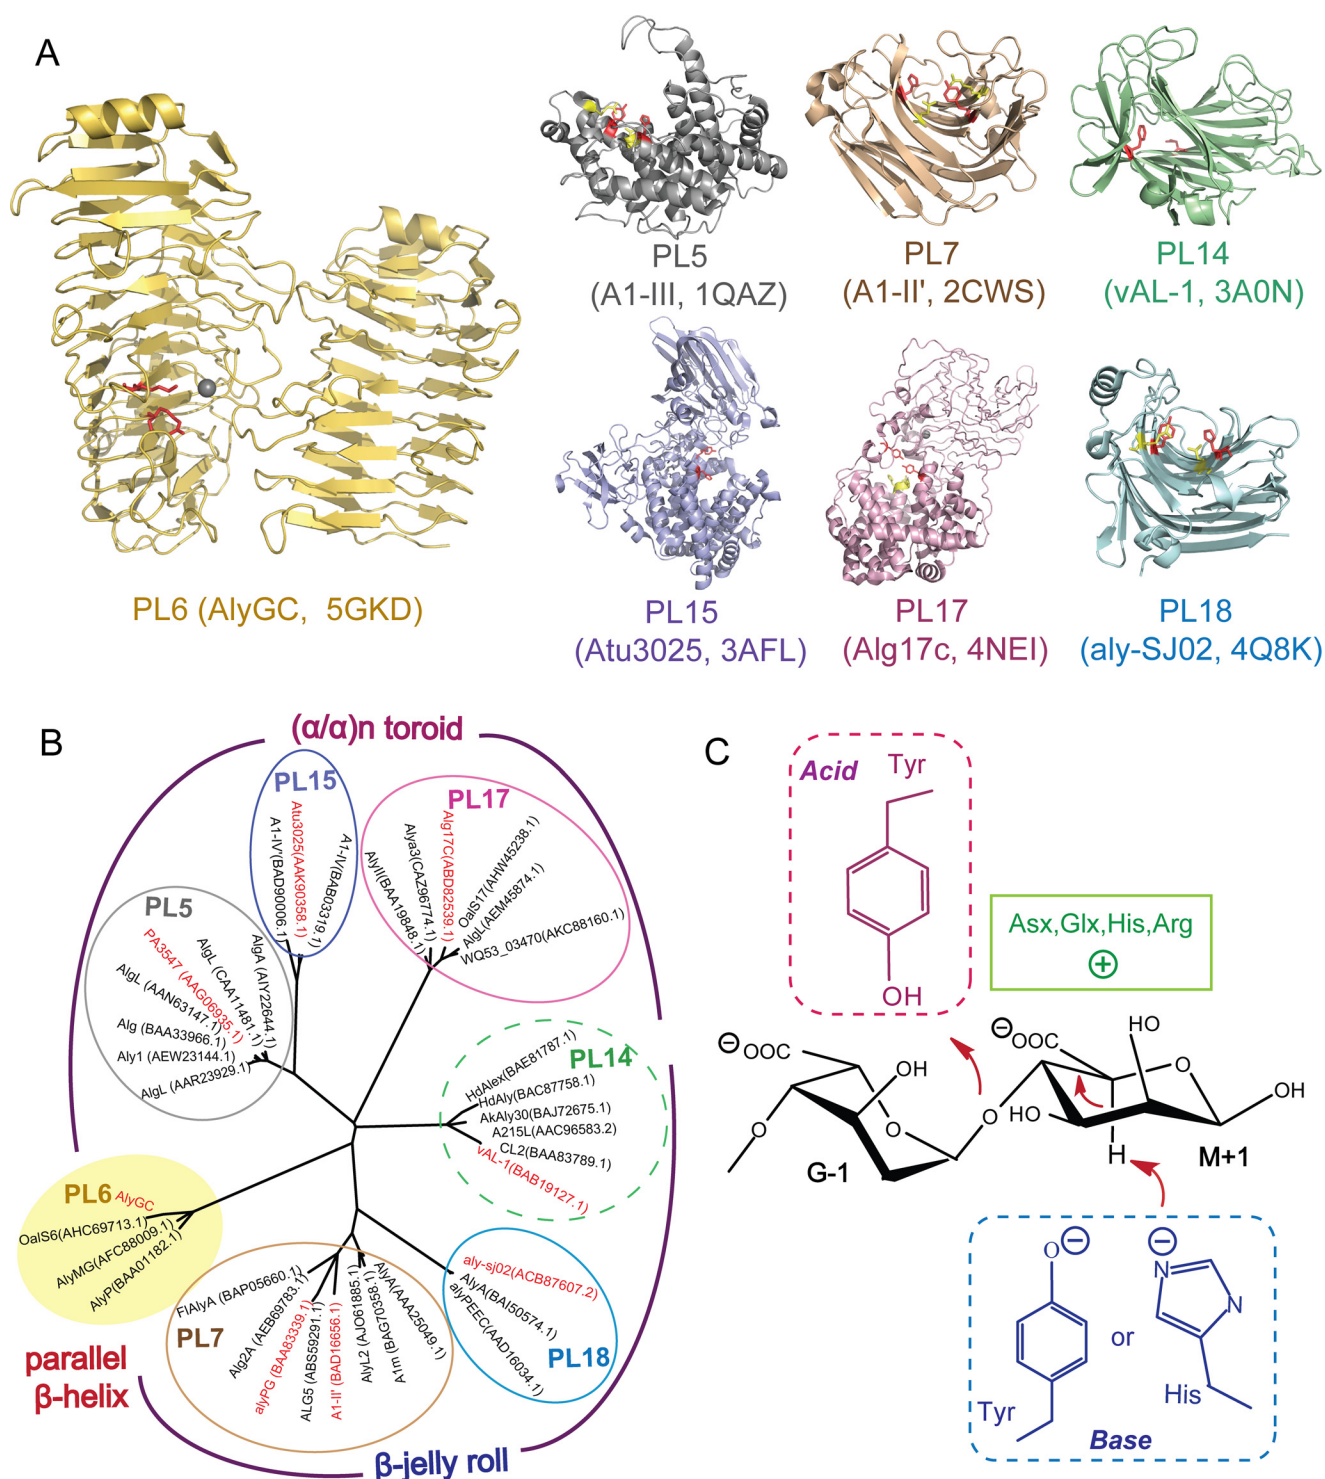 A
PL6 (AlyGC, 5GKD)
PL5
(A1-III, 1QAZ)
PL7
(A1-II', 2CWS)
PL14
(vAL-1, 3A0N)
PL15
(Atu3025, 3AFL)
PL17
(Alg17c, 4NEI)
PL18
(aly-SJ02, 4Q8K)
B
(α/α)n toroid
PL15
A1-IV'(BAD90006.1)
Atu3025(AAK90358.1)
A1-IV(BAB03319.1)
PL17
AlyII(BAA19848.1)
Alya3(CAZ96774.1)
Alg17C(ABD82539.1)
OalS17(AHW45238.1)
AlgL(AEM45874.1)
WQ53_03470(AKC88160.1)
PL5
PA3547 (AAG06935.1)
AlgL (CAA11481.1)
AlgA (AIY22644.1)
AlgL (AAN63147.1)
Alg (BAA33966.1)
Aly1 (AEW23144.1)
AlgL (AAR23929.1)
PL14
HdAlex(BAE81787.1)
HdAly(BAC87758.1)
AkAly30(BAJ72675.1)
A215L(AAC96583.2)
CL2(BAA83789.1)
vAL-1(BAB19127.1)
PL6
AlyGC
OalS6(AHC69713.1)
AlyMG(AFC88009.1)
AlyP(BAA01182.1)
parallel
β-helix
PL7
FlAlyA (BAP05660.1)
Alg2A (AEB69783.1)
alyPG (BAA83339.1)
ALG5 (ABS59291.1)
A1-II' (BAD16656.1)
AlyL2 (AJO61885.1)
A1m (BAG70358.1)
AlyA(AAA25049.1)
PL18
aly-sj02(ACB87607.2)
AlyA(BAI50574.1)
alyPEEC(AAD16034.1)
β-jelly roll
C
Acid
Tyr
OH
Asx,Glx,His,Arg
⊕
⊖OOC
OH
O
O
G-1
O
⊖OOC
HO
O
OH
HO
H
M+1
O⊖
⊖
N
N
or
Tyr
His
Base